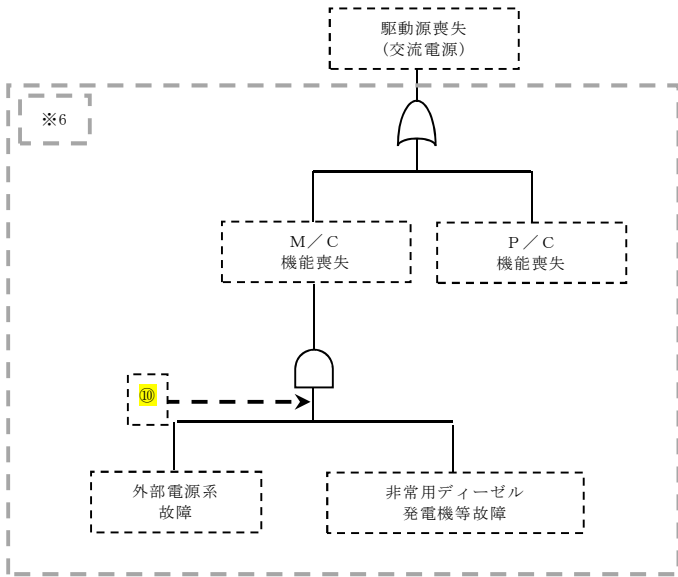 駆動源喪失
(交流電源)
※6
M／C
機能喪失
P／C
機能喪失
⑩
外部電源系
故障
非常用ディーゼル
発電機等故障